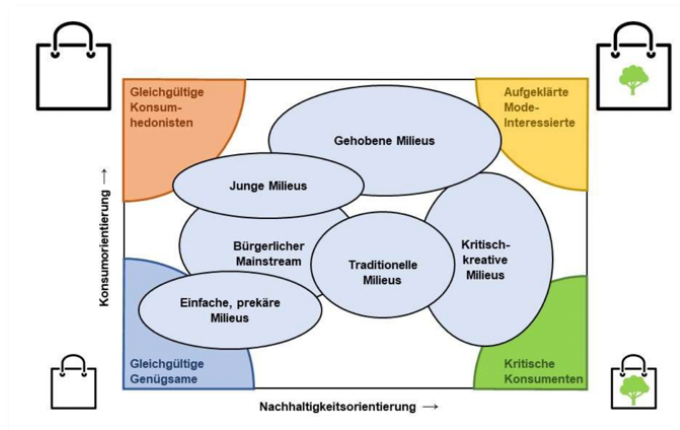 Gleichgültige
Konsum-
hedonisten
Aufgeklärte
Mode-
Interessierte
Gehobene Milieus
Junge Milieus
Bürgerlicher
Mainstream
Traditionelle
Milieus
Kritisch-
kreative
Milieus
Einfache, prekäre
Milieus
Gleichgültige
Genügsame
Kritische
Konsumenten
Konsumorientierung →
Nachhaltigkeitsorientierung →